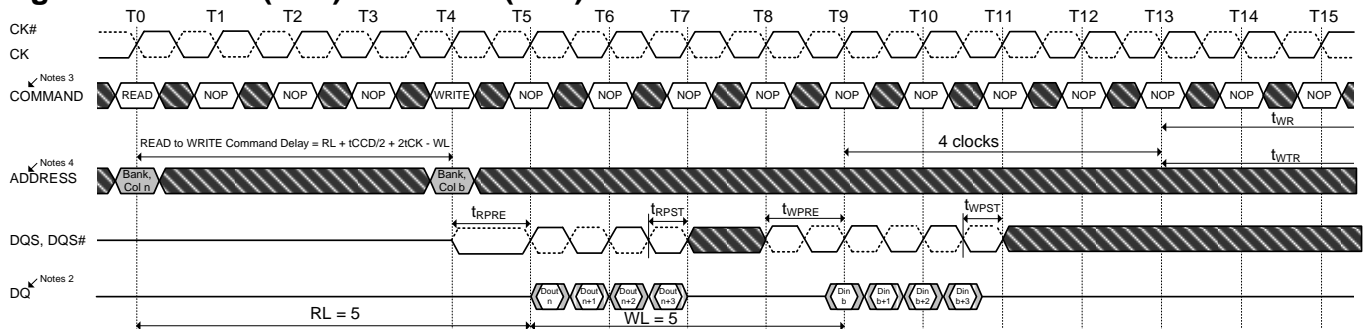 T0 T1 T2 T3 T4 T5 T6 T7 T8 T9 T10 T11 T12 T13 T14 T15
CK#
CK
Notes 3
COMMAND READ NOP NOP NOP WRITE NOP NOP NOP NOP NOP NOP NOP NOP NOP NOP NOP
tWR
READ to WRITE Command Delay = RL + tCCD/2 + 2tCK - WL
4 clocks
tWTR
Notes 4
ADDRESS
Bank, Col n
Bank, Col b
tRPRE tRPST tWPRE tWPST
DQS, DQS#
Notes 2
DQ
Dout n Dout n+1 Dout n+2 Dout n+3 Din b Din b+1 Din b+2 Din b+3
RL = 5 WL = 5